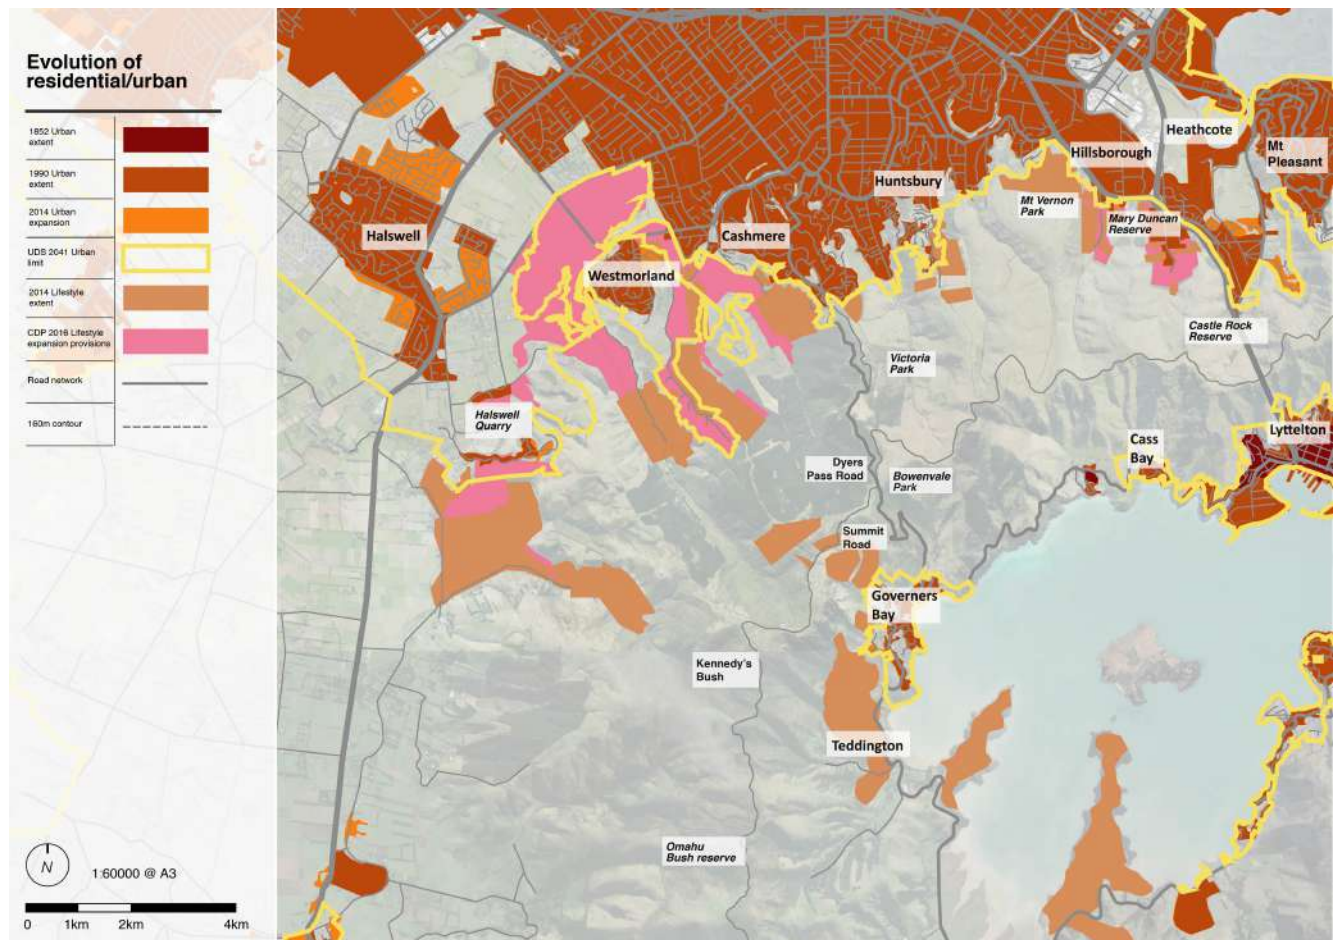 Evolution of
residential/urban
1852 Urban
extent
1990 Urban
extent
2014 Urban
expansion
UDS 2041 Urban
limit
2014 Lifestyle
extent
CDP 2016 Lifestyle
expansion provisions
Road network
160m contour
N
1:60000 @ A3
0 1km 2km 4km
Heathcote
Hillsborough
Mt
Pleasant
Huntsbury
Mt Vernon
Park
Mary Duncan
Reserve
Halswell
Cashmere
Westmorland
Castle Rock
Reserve
Victoria
Park
Halswell
Quarry
Lyttelton
Cass
Bay
Dyers
Pass Road
Bowenvale
Park
Summit
Road
Governers
Bay
Kennedy's
Bush
Teddington
Omahu
Bush reserve